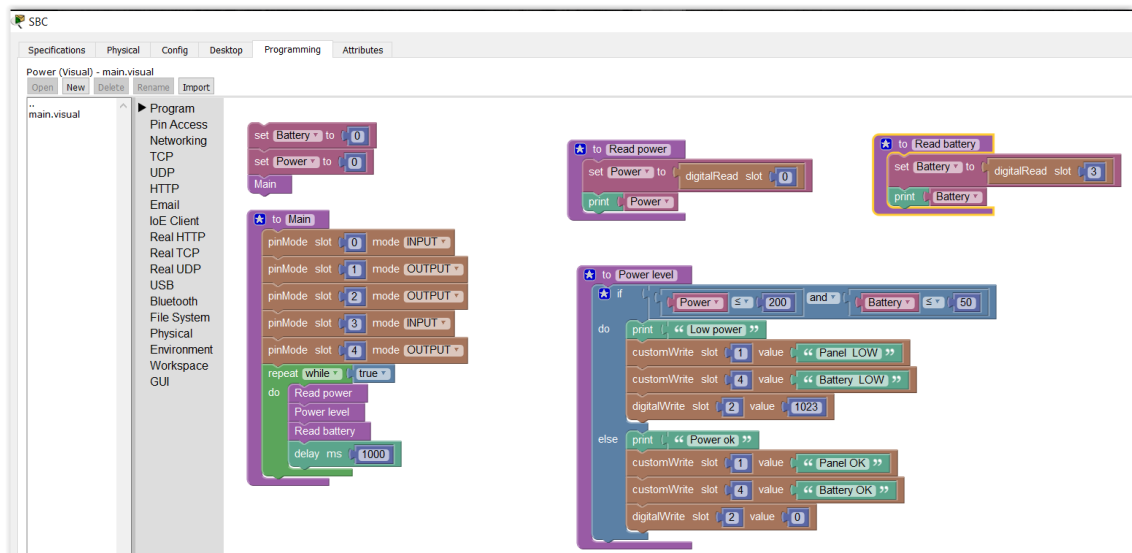 SBC
Specifications Physical Config Desktop Programming Attributes
Power (Visual) - main.visual
Open New Delete Rename Import
..
main.visual
Program
Pin Access
Networking
TCP
UDP
HTTP
Email
IoE Client
Real HTTP
Real TCP
Real UDP
USB
Bluetooth
File System
Physical
Environment
Workspace
GUI
set Battery to 0
set Power to 0
Main
to Main
pinMode slot 0 mode INPUT
pinMode slot 1 mode OUTPUT
pinMode slot 2 mode OUTPUT
pinMode slot 3 mode INPUT
pinMode slot 4 mode OUTPUT
repeat while true
do Read power
Power level
Read battery
delay ms 1000
to Read power
set Power to digitalRead slot 0
print Power
to Read battery
set Battery to digitalRead slot 3
print Battery
to Power level
if Power ≤ 200 and Battery ≤ 50
do print “ Low power ”
customWrite slot 1 value “ Panel LOW ”
customWrite slot 4 value “ Battery LOW ”
digitalWrite slot 2 value 1023
else print “ Power ok ”
customWrite slot 1 value “ Panel OK ”
customWrite slot 4 value “ Battery OK ”
digitalWrite slot 2 value 0